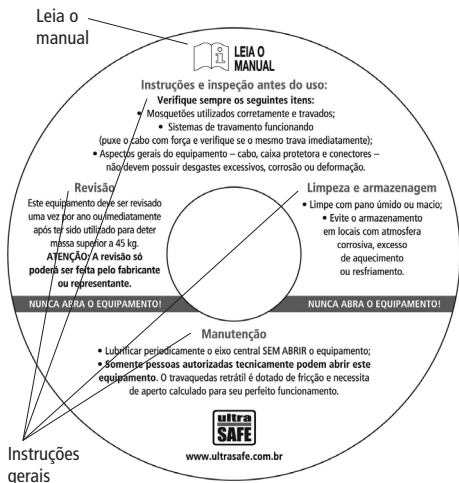 Leia o
manual
LEIA O
MANUAL
Instruções e inspeção antes do uso:
Verifique sempre os seguintes itens:
• Mosquetões utilizados corretamente e travados;
• Sistemas de travamento funcionando
(puxe o cabo com força e verifique se o mesmo trava imediatamente);
• Aspectos gerais do equipamento – cabo, caixa protetora e conectores –
não devem possuir desgastes excessivos, corrosão ou deformação.
Revisão
Este equipamento deve ser revisado
uma vez por ano ou imediatamente
após ter sido utilizado para deter
massa superior a 45 kg.
ATENÇÃO: A revisão só
poderá ser feita pelo fabricante
ou representante.
Limpeza e armazenagem
• Limpe com pano úmido ou macio;
• Evite o armazenamento
em locais com atmosfera
corrosiva, excesso
de aquecimento
ou resfriamento.
NUNCA ABRA O EQUIPAMENTO!
NUNCA ABRA O EQUIPAMENTO!
Manutenção
• Lubrificar periodicamente o eixo central SEM ABRIR o equipamento;
• Somente pessoas autorizadas tecnicamente podem abrir este
equipamento. O travaquedas retrátil é dotado de fricção e necessita
de aperto calculado para seu perfeito funcionamento.
ultra
SAFE
www.ultrasafe.com.br
Instruções
gerais